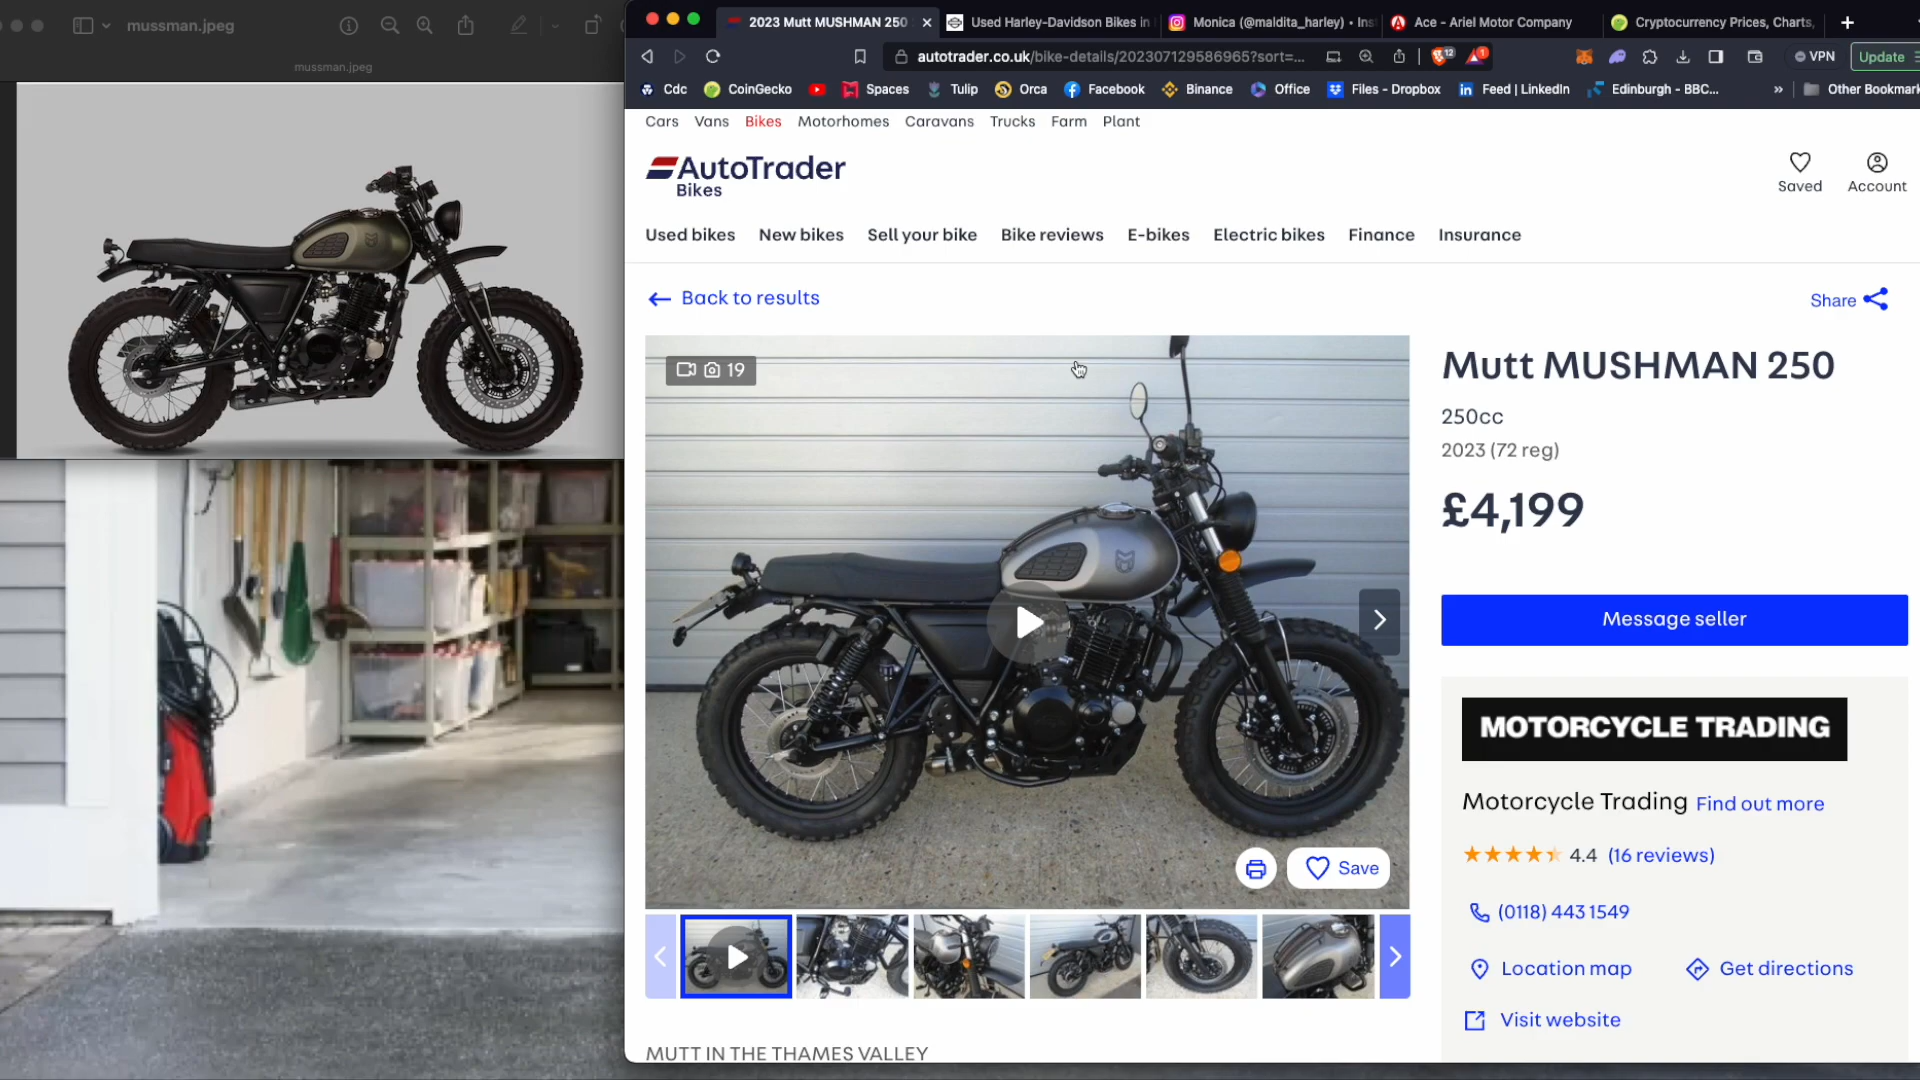 mussman.jpeg
mussman.jpeg
2023 Mutt MUSHMAN 250
Used Harley-Davidson Bikes in
Monica (@maldita_harley) • Ins
Ace - Ariel Motor Company
Cryptocurrency Prices, Charts,
autotrader.co.uk/bike-details/202307129586965?sort=...
12
1
VPN
Update
Cdc
CoinGecko
Spaces
Tulip
Orca
Facebook
Binance
Office
Files - Dropbox
Feed | LinkedIn
Edinburgh - BBC...
»
Other Bookmark
Cars Vans Bikes Motorhomes Caravans Trucks Farm Plant
AutoTrader
Bikes
Saved
Account
Used bikes New bikes Sell your bike Bike reviews E-bikes Electric bikes Finance Insurance
Back to results
Share
19
Mutt MUSHMAN 250
250cc
2023 (72 reg)
£4,199
Message seller
MOTORCYCLE TRADING
Motorcycle Trading Find out more
4.4 (16 reviews)
Save
(0118) 443 1549
Location map
Get directions
Visit website
MUTT IN THE THAMES VALLEY